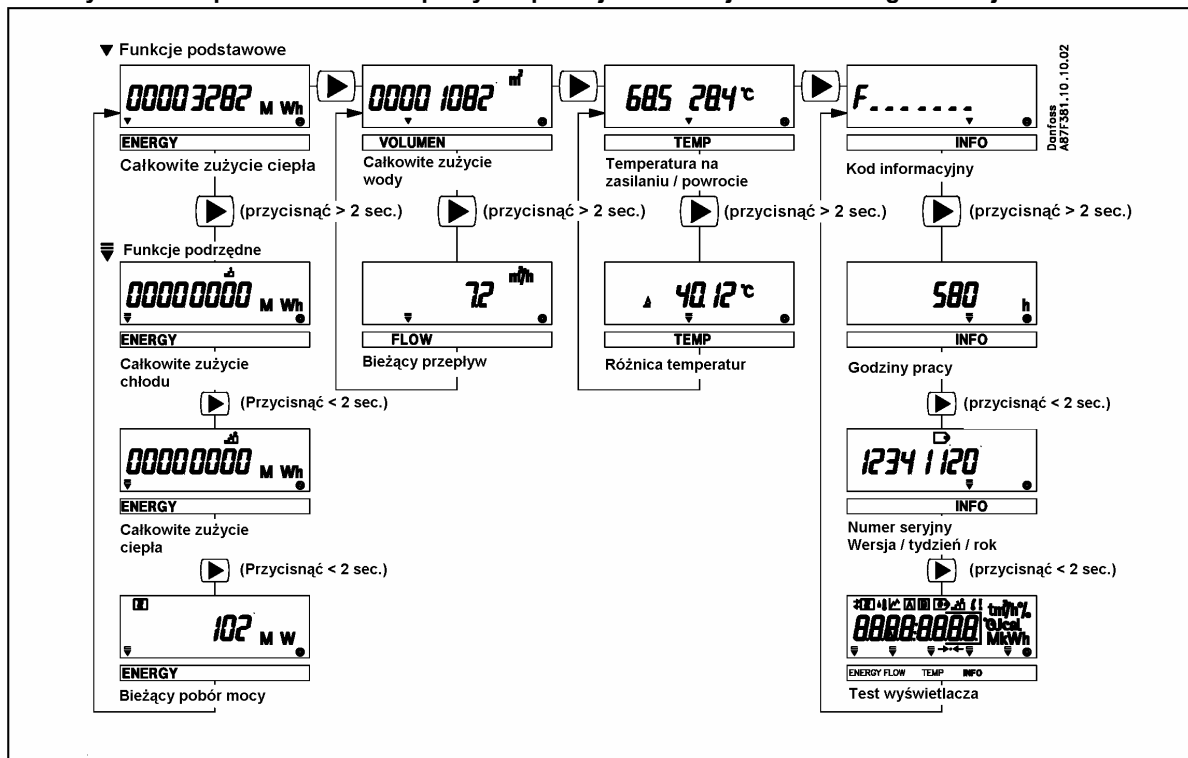 ▼ Funkcje podstawowe
0000 3282 M Wh
ENERGY
Całkowite zużycie ciepła
0000 1082 m³
VOLUMEN
Całkowite zużycie
wody
68.5 28.4 °C
TEMP
Temperatura na
zasilaniu / powrocie
F_ _ _ _ _ _ _
INFO
Kod informacyjny
Danfoss
A87F381.10.10.02
(przycisnąć > 2 sec.)
(przycisnąć > 2 sec.)
(przycisnąć > 2 sec.)
(przycisnąć > 2 sec.)
Funkcje podrzędne
00000000 M Wh
ENERGY
Całkowite zużycie
chłodu
7.2 m³/h
FLOW
Bieżący przepływ
40.12 °C
TEMP
Różnica temperatur
580 h
INFO
Godziny pracy
(Przycisnąć < 2 sec.)
(przycisnąć < 2 sec.)
00000000 M Wh
ENERGY
Całkowite zużycie
ciepła
12341120
INFO
Numer seryjny
Wersja / tydzień / rok
(Przycisnąć < 2 sec.)
(przycisnąć < 2 sec.)
102 M W
ENERGY
Bieżący pobór mocy
8888:8888 MkWh
ENERGY FLOW TEMP INFO
Test wyświetlacza